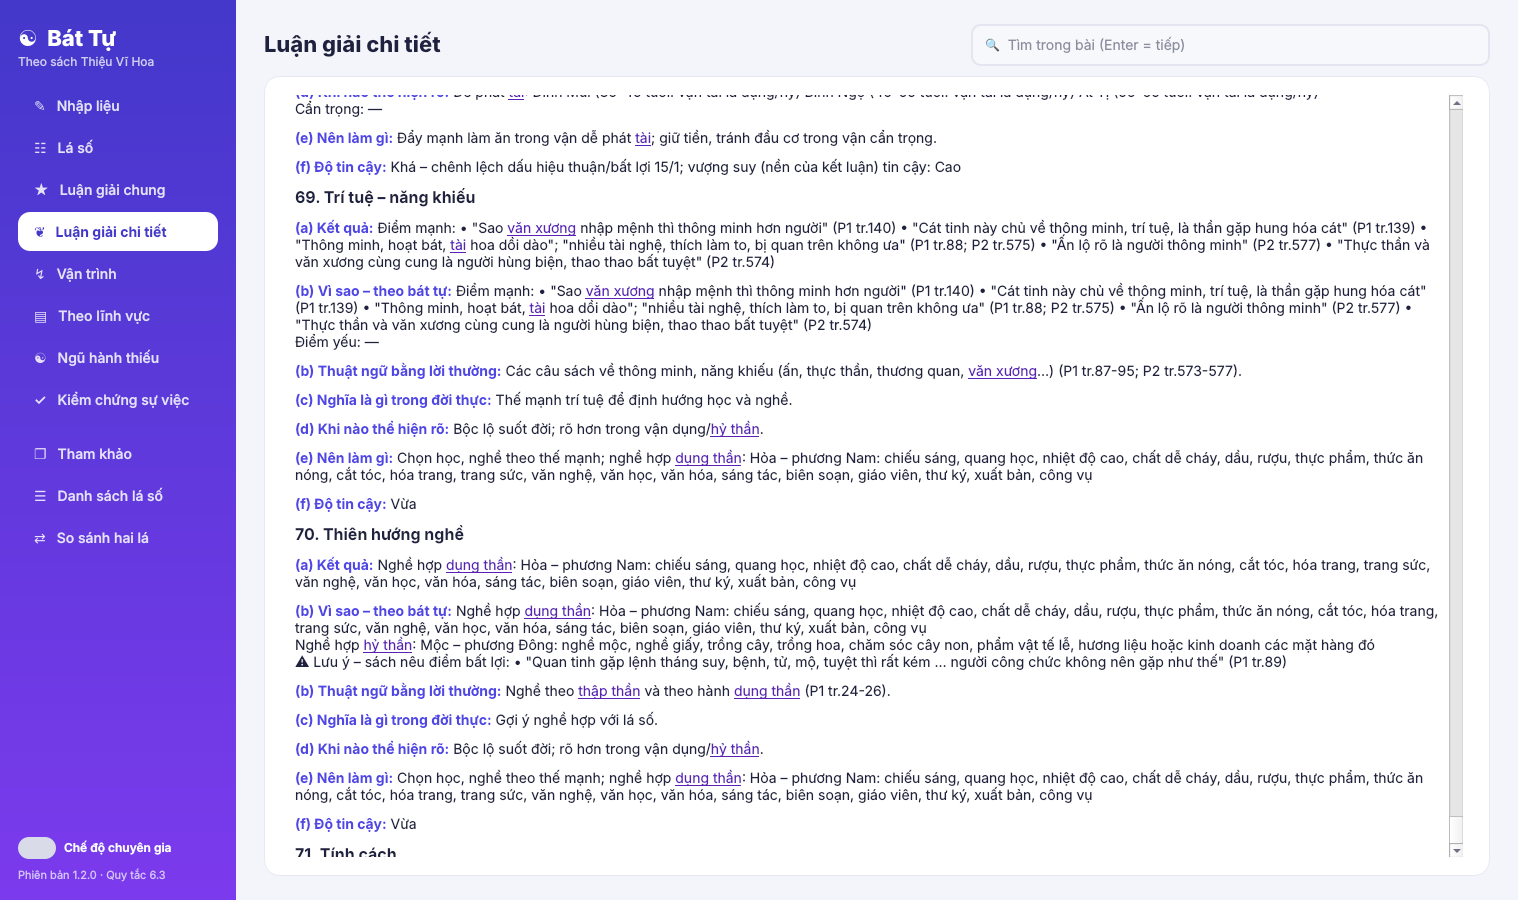 ☯ Bát Tự
Theo sách Thiệu Vĩ Hoa
Nhập liệu
Lá số
Luận giải chung
Luận giải chi tiết
Vận trình
Theo lĩnh vực
Ngũ hành thiếu
Kiểm chứng sự việc
Tham khảo
Danh sách lá số
So sánh hai lá
Chế độ chuyên gia
Phiên bản 1.2.0 · Quy tắc 6.3
Luận giải chi tiết
Tìm trong bài (Enter = tiếp)
Cẩn trọng: —
(e) Nên làm gì: Đẩy mạnh làm ăn trong vận dễ phát tài; giữ tiền, tránh đầu cơ trong vận cẩn trọng.
(f) Độ tin cậy: Khá – chênh lệch dấu hiệu thuận/bất lợi 15/1; vượng suy (nền của kết luận) tin cậy: Cao
69. Trí tuệ – năng khiếu
(a) Kết quả: Điểm mạnh: • "Sao văn xương nhập mệnh thì thông minh hơn người" (P1 tr.140) • "Cát tinh này chủ về thông minh, trí tuệ, là thần gặp hung hóa cát" (P1 tr.139) •
"Thông minh, hoạt bát, tài hoa dồi dào"; "nhiều tài nghệ, thích làm to, bị quan trên không ưa" (P1 tr.88; P2 tr.575) • "Ấn lộ rõ là người thông minh" (P2 tr.577) • "Thực thần và
văn xương cùng cung là người hùng biện, thao thao bất tuyệt" (P2 tr.574)
(b) Vì sao – theo bát tự: Điểm mạnh: • "Sao văn xương nhập mệnh thì thông minh hơn người" (P1 tr.140) • "Cát tinh này chủ về thông minh, trí tuệ, là thần gặp hung hóa cát"
(P1 tr.139) • "Thông minh, hoạt bát, tài hoa dồi dào"; "nhiều tài nghệ, thích làm to, bị quan trên không ưa" (P1 tr.88; P2 tr.575) • "Ấn lộ rõ là người thông minh" (P2 tr.577) •
"Thực thần và văn xương cùng cung là người hùng biện, thao thao bất tuyệt" (P2 tr.574)
Điểm yếu: —
(b) Thuật ngữ bằng lời thường: Các câu sách về thông minh, năng khiếu (ấn, thực thần, thương quan, văn xương...) (P1 tr.87-95; P2 tr.573-577).
(c) Nghĩa là gì trong đời thực: Thế mạnh trí tuệ để định hướng học và nghề.
(d) Khi nào thể hiện rõ: Bộc lộ suốt đời; rõ hơn trong vận dụng/hỷ thần.
(e) Nên làm gì: Chọn học, nghề theo thế mạnh; nghề hợp dụng thần: Hỏa – phương Nam: chiếu sáng, quang học, nhiệt độ cao, chất dễ cháy, dầu, rượu, thực phẩm, thức ăn
nóng, cắt tóc, hóa trang, trang sức, văn nghệ, văn học, văn hóa, sáng tác, biên soạn, giáo viên, thư ký, xuất bản, công vụ
(f) Độ tin cậy: Vừa
70. Thiên hướng nghề
(a) Kết quả: Nghề hợp dụng thần: Hỏa – phương Nam: chiếu sáng, quang học, nhiệt độ cao, chất dễ cháy, dầu, rượu, thực phẩm, thức ăn nóng, cắt tóc, hóa trang, trang sức,
văn nghệ, văn học, văn hóa, sáng tác, biên soạn, giáo viên, thư ký, xuất bản, công vụ
(b) Vì sao – theo bát tự: Nghề hợp dụng thần: Hỏa – phương Nam: chiếu sáng, quang học, nhiệt độ cao, chất dễ cháy, dầu, rượu, thực phẩm, thức ăn nóng, cắt tóc, hóa trang,
trang sức, văn nghệ, văn học, văn hóa, sáng tác, biên soạn, giáo viên, thư ký, xuất bản, công vụ
Nghề hợp hỷ thần: Mộc – phương Đông: nghề mộc, nghề giấy, trồng cây, trồng hoa, chăm sóc cây non, phẩm vật tế lễ, hương liệu hoặc kinh doanh các mặt hàng đó
⚠ Lưu ý – sách nêu điểm bất lợi: • "Quan tinh gặp lệnh tháng suy, bệnh, tử, mộ, tuyệt thì rất kém ... người công chức không nên gặp như thế" (P1 tr.89)
(b) Thuật ngữ bằng lời thường: Nghề theo thập thần và theo hành dụng thần (P1 tr.24-26).
(c) Nghĩa là gì trong đời thực: Gợi ý nghề hợp với lá số.
(d) Khi nào thể hiện rõ: Bộc lộ suốt đời; rõ hơn trong vận dụng/hỷ thần.
(e) Nên làm gì: Chọn học, nghề theo thế mạnh; nghề hợp dụng thần: Hỏa – phương Nam: chiếu sáng, quang học, nhiệt độ cao, chất dễ cháy, dầu, rượu, thực phẩm, thức ăn
nóng, cắt tóc, hóa trang, trang sức, văn nghệ, văn học, văn hóa, sáng tác, biên soạn, giáo viên, thư ký, xuất bản, công vụ
(f) Độ tin cậy: Vừa
71. Tính cách